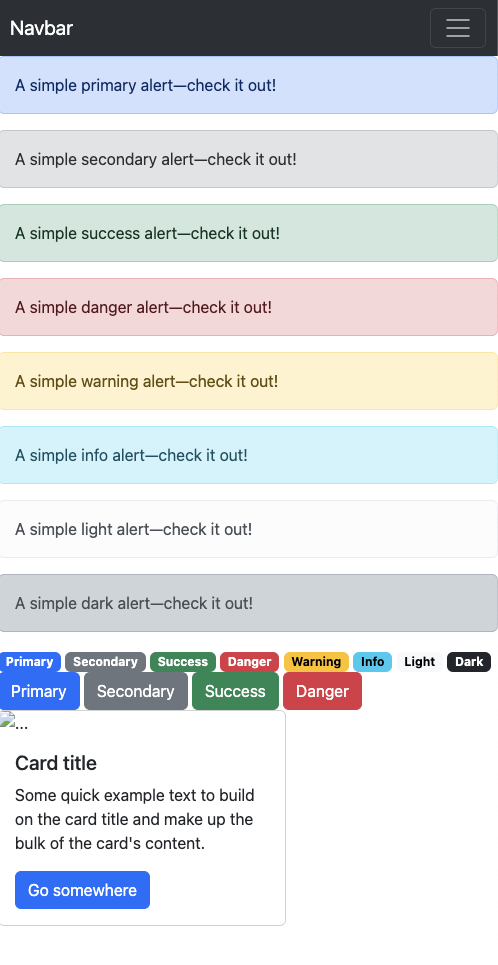 Navbar
A simple primary alert—check it out!
A simple secondary alert—check it out!
A simple success alert—check it out!
A simple danger alert—check it out!
A simple warning alert—check it out!
A simple info alert—check it out!
A simple light alert—check it out!
A simple dark alert—check it out!
Primary Secondary Success Danger Warning Info Light Dark
Primary Secondary Success Danger
...
Card title
Some quick example text to build
on the card title and make up the
bulk of the card's content.
Go somewhere